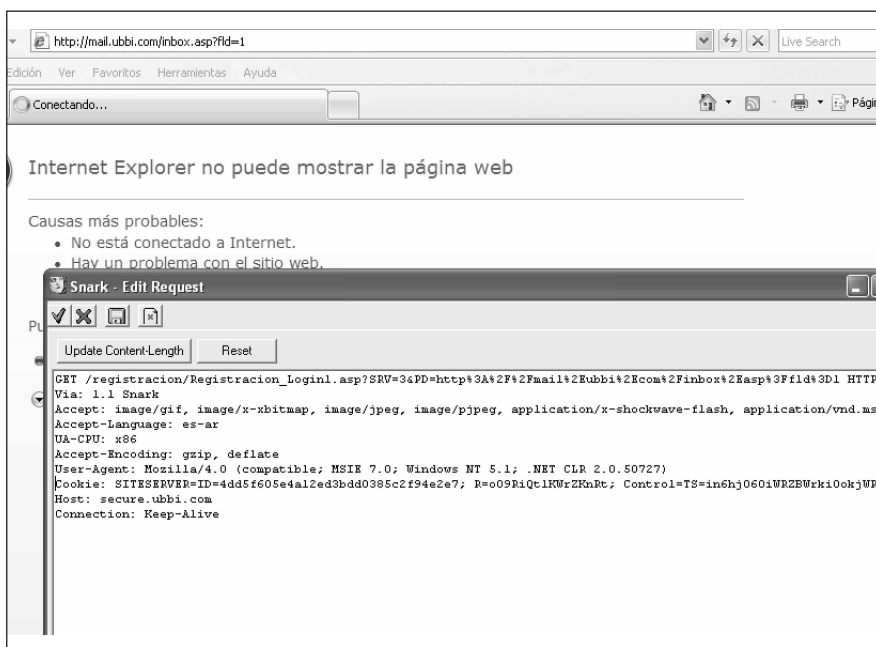 http://mail.ubbi.com/inbox.asp?fld=1
Live Search
Edición Ver Favoritos Herramientas Ayuda
Conectando...
Internet Explorer no puede mostrar la página web
Causas más probables:
No está conectado a Internet.
Hay un problema con el sitio web.
Snark - Edit Request
Update Content-Length Reset
GET /registracion/Registracion_Login1.asp?SRV=3&PD=http%3A%2F%2Fmail%2Eubbi%2Ecom%2Finbox%2Easp%3Ffld%3D1 HTTP
Via: 1.1 Snark
Accept: image/gif, image/x-xbitmap, image/jpeg, image/pjpeg, application/x-shockwave-flash, application/vnd.ms
Accept-Language: es-ar
UA-CPU: x86
Accept-Encoding: gzip, deflate
User-Agent: Mozilla/4.0 (compatible; MSIE 7.0; Windows NT 5.1; .NET CLR 2.0.50727)
Cookie: SITESERVER=ID=4dd5f605e4a12ed3bdd0385c2f94e2e7; R=oO9RiQtlKWrZKnRt; Control=TS=in6hj06OiWRZBWrki0okjWR
Host: secure.ubbi.com
Connection: Keep-Alive